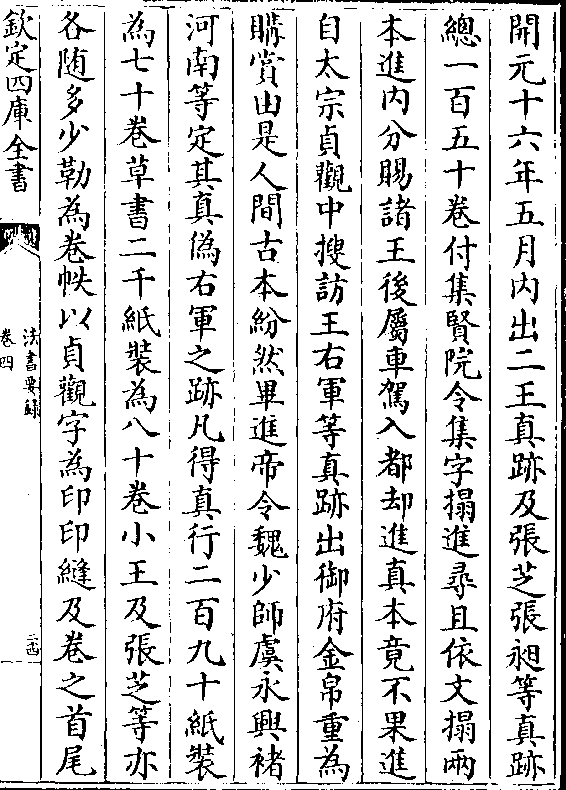 開元十六年五月内出二王真跡及張芝張昶等真跡
總一百五十卷付集賢院令集字搨進尋且依文搨兩
本進内分賜諸王後屬車駕入都却進真本竟不果進
自太宗貞觀中搜訪王右軍等真跡出御府金帛重為
購賞由是人間古本紛然畢進帝令魏少師虞永興褚
河南等定其真偽右軍之跡凡得真行二百九十紙裝
為七十卷草書二千紙裝為八十卷小王及張芝等亦
各随多少勒為卷帙以貞觀字為印印縫及卷之首尾
欽定四庫全書
法書要錄
卷四
二十四